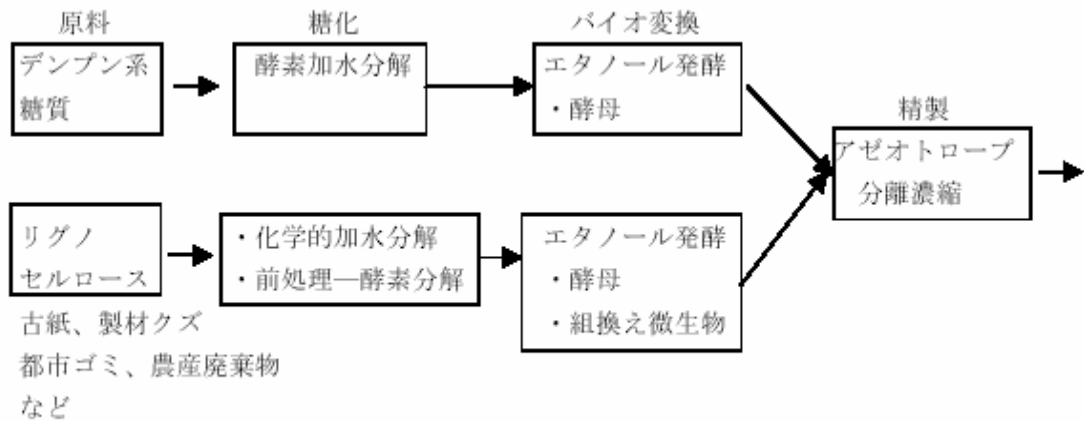 原料
糖化
バイオ変換
デンプン系
糖質
酵素加水分解
エタノール発酵
・酵母
精製
アゼオトロープ
分離濃縮
リグノ
セルロース
・化学的加水分解
・前処理―酵素分解
エタノール発酵
・酵母
・組換え微生物
古紙、製材クズ
都市ゴミ、農産廃棄物
など